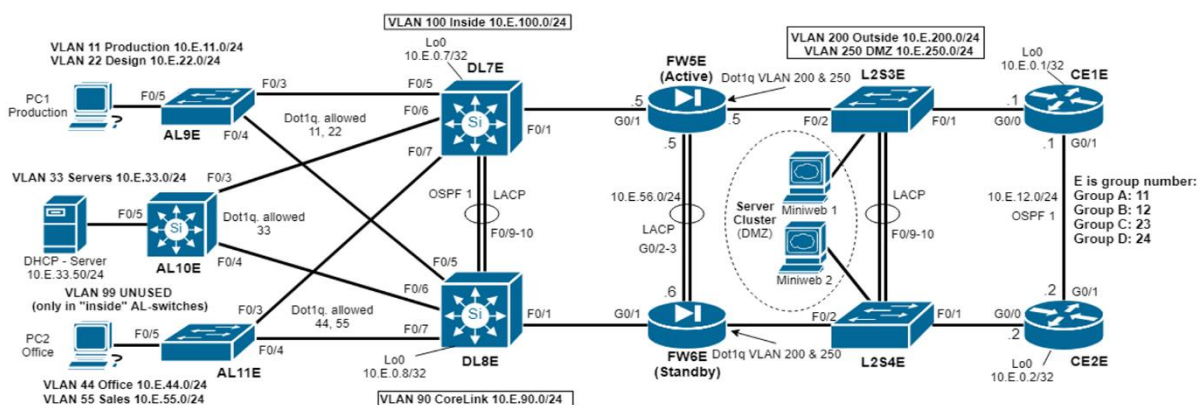 VLAN 11 Production 10.E.11.0/24
VLAN 22 Design 10.E.22.0/24
PC1
Production
F0/5
AL9E
F0/3
F0/4
VLAN 33 Servers 10.E.33.0/24
F0/5
DHCP - Server
10.E.33.50/24
AL10E
Si
F0/3
F0/4
VLAN 99 UNUSED
(only in "inside" AL-switches)
PC2
Office
F0/5
AL11E
F0/3
F0/4
VLAN 44 Office 10.E.44.0/24
VLAN 55 Sales 10.E.55.0/24
Dot1q. allowed
11, 22
Dot1q. allowed
33
Dot1q. allowed
44, 55
VLAN 100 Inside 10.E.100.0/24
Lo0
10.E.0.7/32
DL7E
Si
F0/5
F0/6
F0/7
F0/1
OSPF 1
LACP
F0/9-10
F0/5
F0/6
F0/7
Si
F0/1
DL8E
Lo0
10.E.0.8/32
VLAN 90 CoreLink 10.E.90.0/24
FW5E
(Active)
.5
G0/1
.5
.5
Dot1q VLAN 200 & 250
10.E.56.0/24
LACP
G0/2-3
.6
G0/1
FW6E
(Standby)
Dot1q VLAN 200 & 250
VLAN 200 Outside 10.E.200.0/24
VLAN 250 DMZ 10.E.250.0/24
L2S3E
F0/2
F0/1
Miniweb 1
Server
Cluster
(DMZ)
Miniweb 2
LACP
F0/9-10
F0/2
F0/1
L2S4E
Lo0
10.E.0.1/32
CE1E
.1
G0/0
.1
G0/1
10.E.12.0/24
OSPF 1
.2
G0/1
G0/0
.2
CE2E
Lo0
10.E.0.2/32
E is group number:
Group A: 11
Group B: 12
Group C: 23
Group D: 24